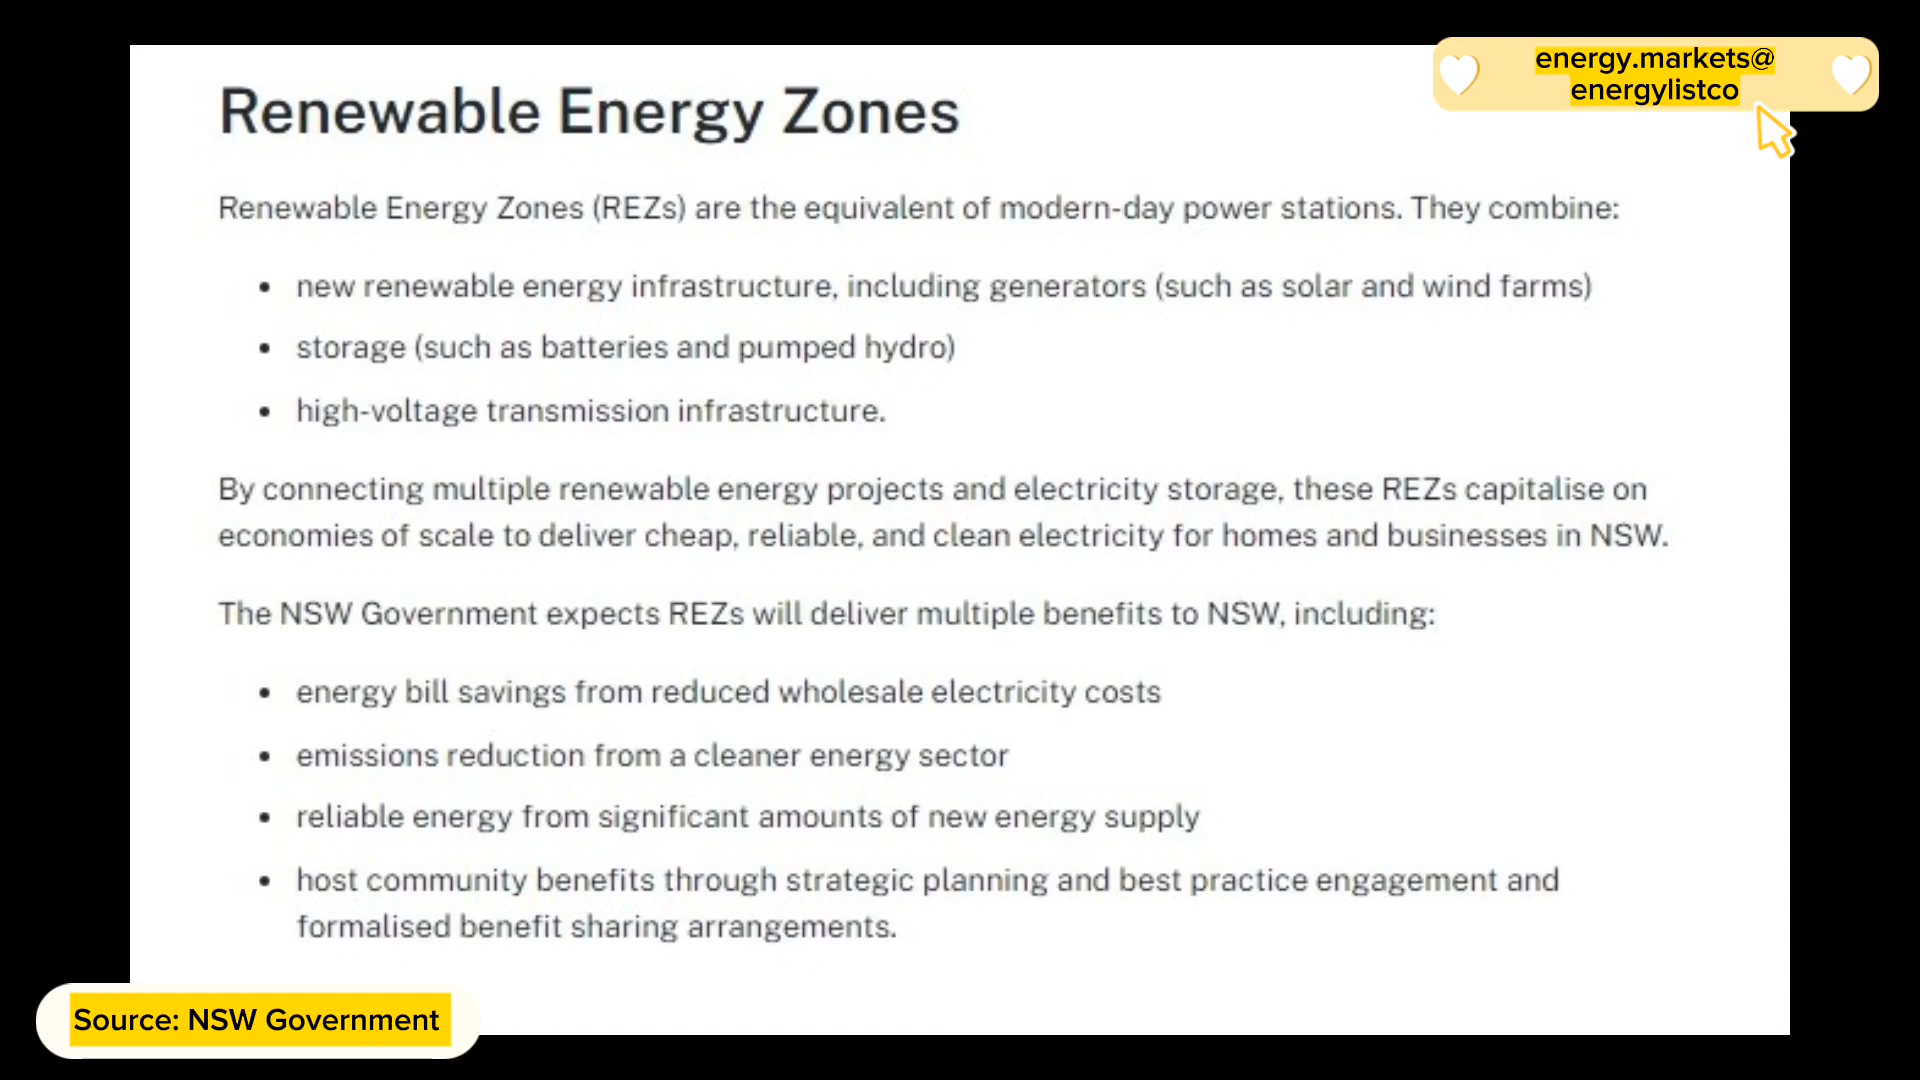 Renewable Energy Zones
energy.markets@
energylistco
Renewable Energy Zones (REZs) are the equivalent of modern-day power stations. They combine:
• new renewable energy infrastructure, including generators (such as solar and wind farms)
• storage (such as batteries and pumped hydro)
• high-voltage transmission infrastructure.
By connecting multiple renewable energy projects and electricity storage, these REZs capitalise on
economies of scale to deliver cheap, reliable, and clean electricity for homes and businesses in NSW.
The NSW Government expects REZs will deliver multiple benefits to NSW, including:
• energy bill savings from reduced wholesale electricity costs
• emissions reduction from a cleaner energy sector
• reliable energy from significant amounts of new energy supply
• host community benefits through strategic planning and best practice engagement and
formalised benefit sharing arrangements.
Source: NSW Government